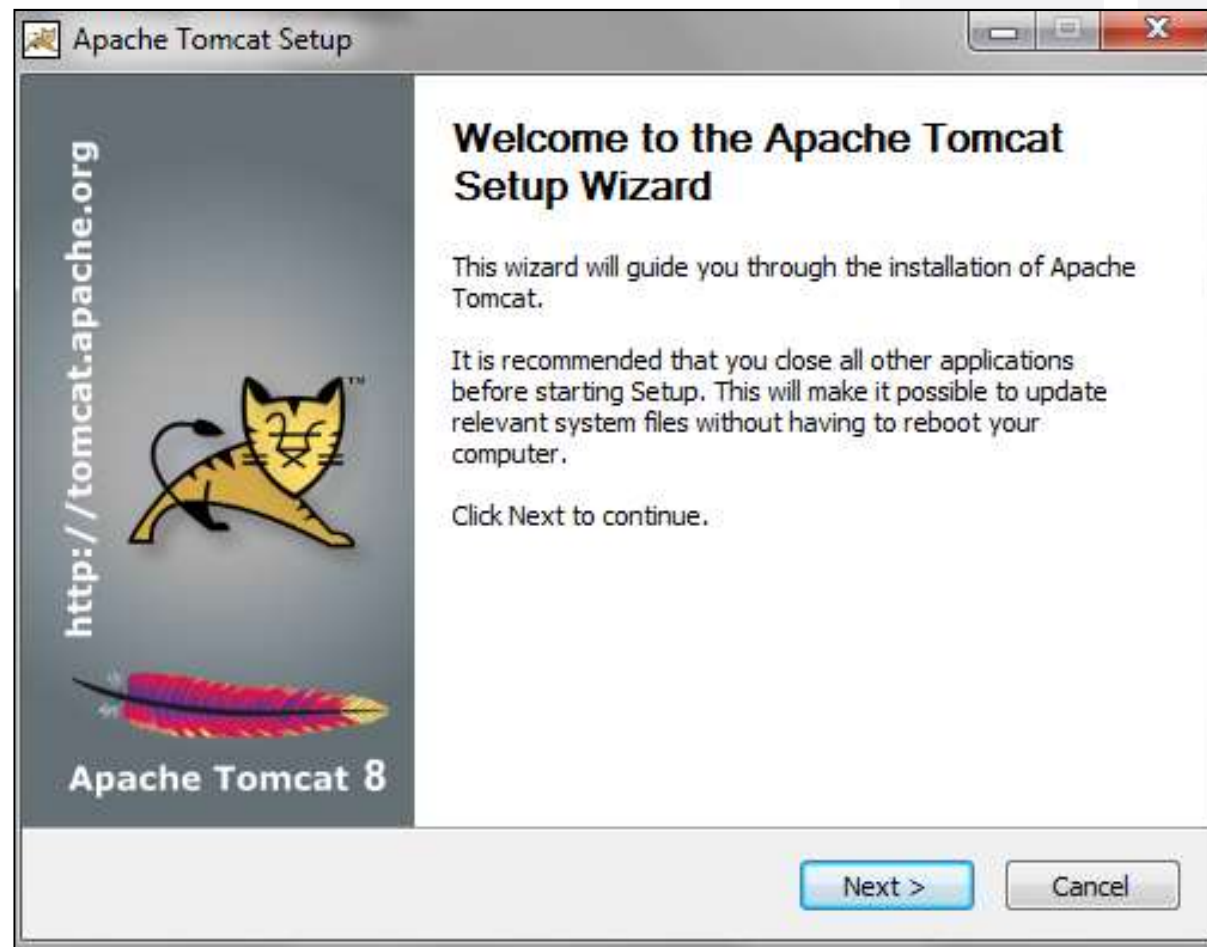 Apache Tomcat Setup
http://tomcat.apache.org
Welcome to the Apache Tomcat
Setup Wizard
This wizard will guide you through the installation of Apache
Tomcat.
It is recommended that you close all other applications
before starting Setup. This will make it possible to update
relevant system files without having to reboot your
computer.
Click Next to continue.
TM
Apache Tomcat 8
Next >
Cancel